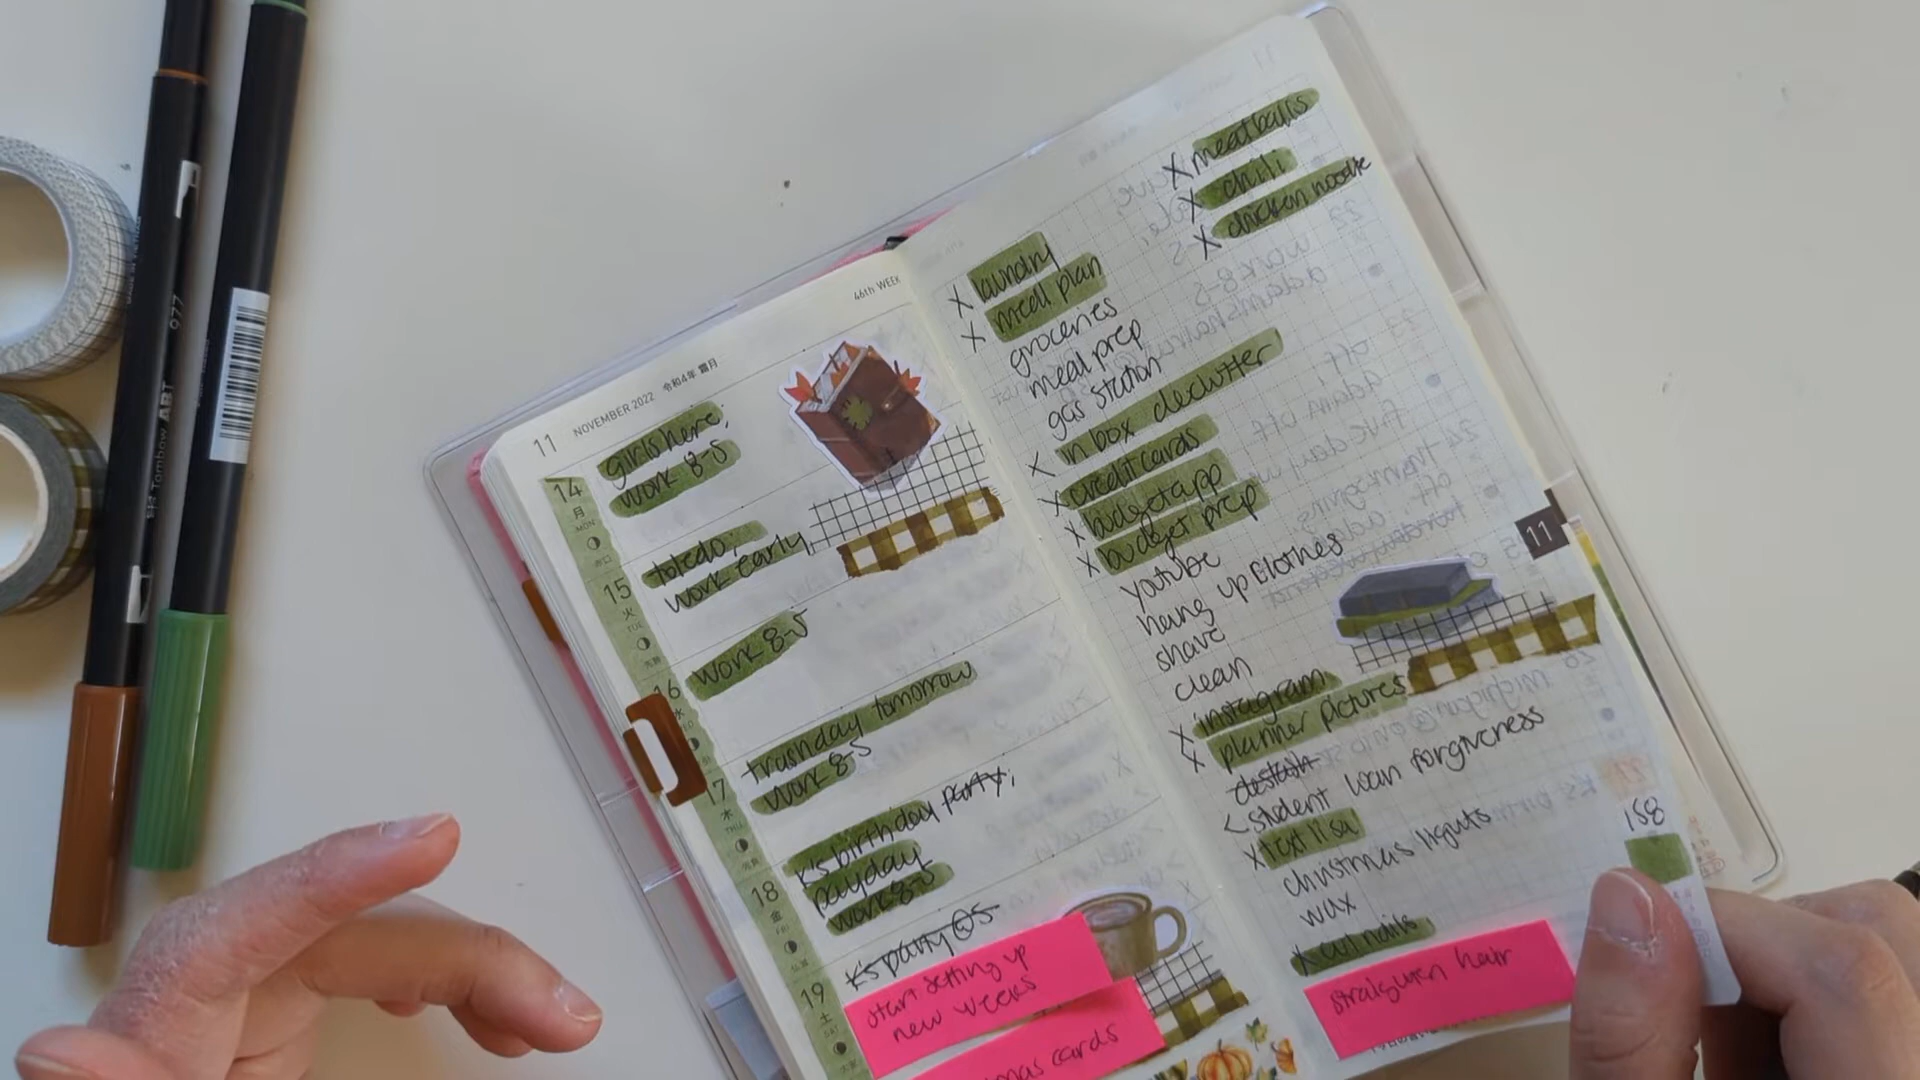 977
Tombow ABT
11
NOVEMBER 2022
令和4年 霜月
46th WEEK
14
月
MON
girls here,
work 8-5
15
火
TUE
toledo,
work early
16
水
work 8-5
17
木
THU
trashday tomorrow
work 8-5
18
金
FRI
K's birthday party,
payday
work 8-5
19
土
SAT
K's party @5
start setting up
new weeks
mas cards
X meatballs
X chili
X chicken noodle
X laundry
X meal plan
groceries
meal prep
gas station
X in box declutter
X credit cards
X budget app
X budget prep
youtube
hang up clothes
shave
clean
X instagram
X planner pictures
destash
< student loan forgiveness
X text lisa
christmas lights
wax
X cut nails
straighten hair
11
158